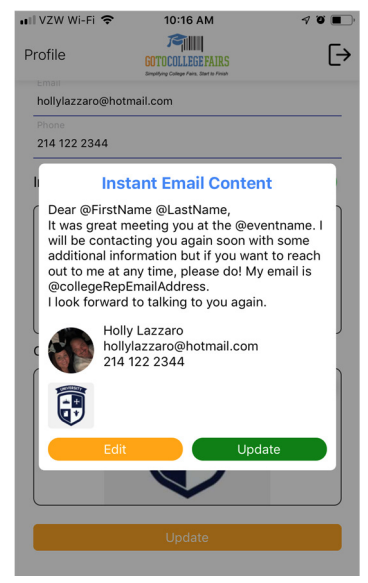 VZW Wi-Fi 10:16 AM
Profile
GOTOCOLLEGEFAIRS
Simplifying College Fairs, Start to Finish
Email
hollylazzaro@hotmail.com
Phone
214 122 2344
Instant Email Content
Dear @FirstName @LastName,
It was great meeting you at the @eventname. I
will be contacting you again soon with some
additional information but if you want to reach
out to me at any time, please do! My email is
@collegeRepEmailAddress.
I look forward to talking to you again.
Holly Lazzaro
hollylazzaro@hotmail.com
214 122 2344
UNIVERSITY
Edit Update
Update